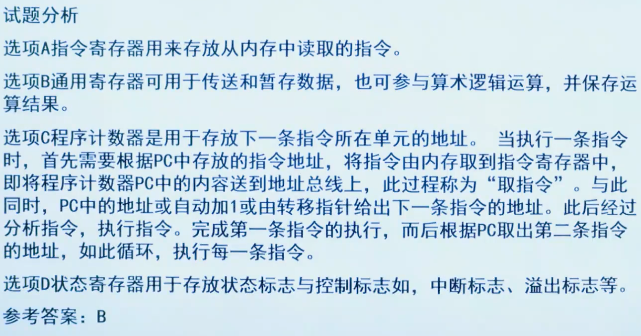 试题分析
选项A指令寄存器用来存放从内存中读取的指令。
选项B通用寄存器可用于传送和暂存数据，也可参与算术逻辑运算，并保存运
算结果。
选项C程序计数器是用于存放下一条指令所在单元的地址。 当执行一条指令
时，首先需要根据PC中存放的指令地址，将指令由内存取到指令寄存器中，
即将程序计数器PC中的内容送到地址总线上，此过程称为“取指令”。与此
同时，PC中的地址或自动加1或由转移指针给出下一条指令的地址。此后经过
分析指令，执行指令。完成第一条指令的执行，而后根据PC取出第二条指令
的地址，如此循环，执行每一条指令。
选项D状态寄存器用于存放状态标志与控制标志如，中断标志、溢出标志等。
参考答案：B